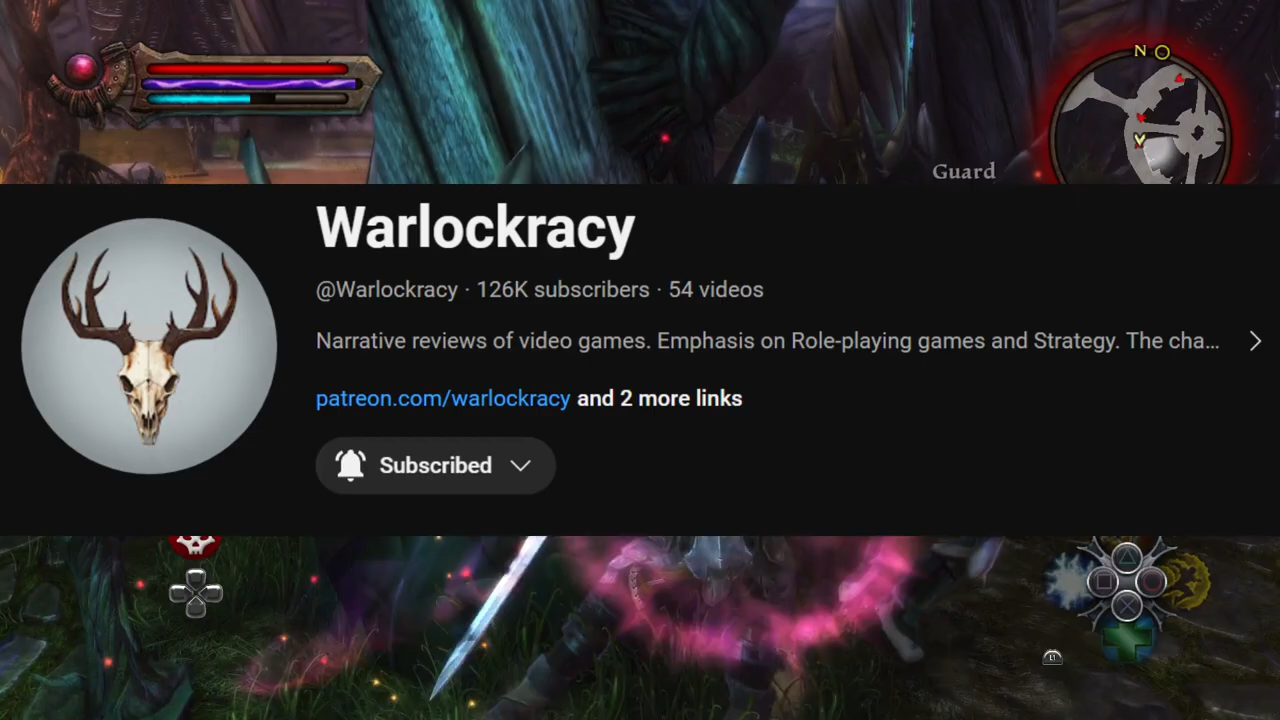 N
Guard
Warlockracy
@Warlockracy · 126K subscribers · 54 videos
Narrative reviews of video games. Emphasis on Role-playing games and Strategy. The cha...
patreon.com/warlockracy and 2 more links
Subscribed
L1